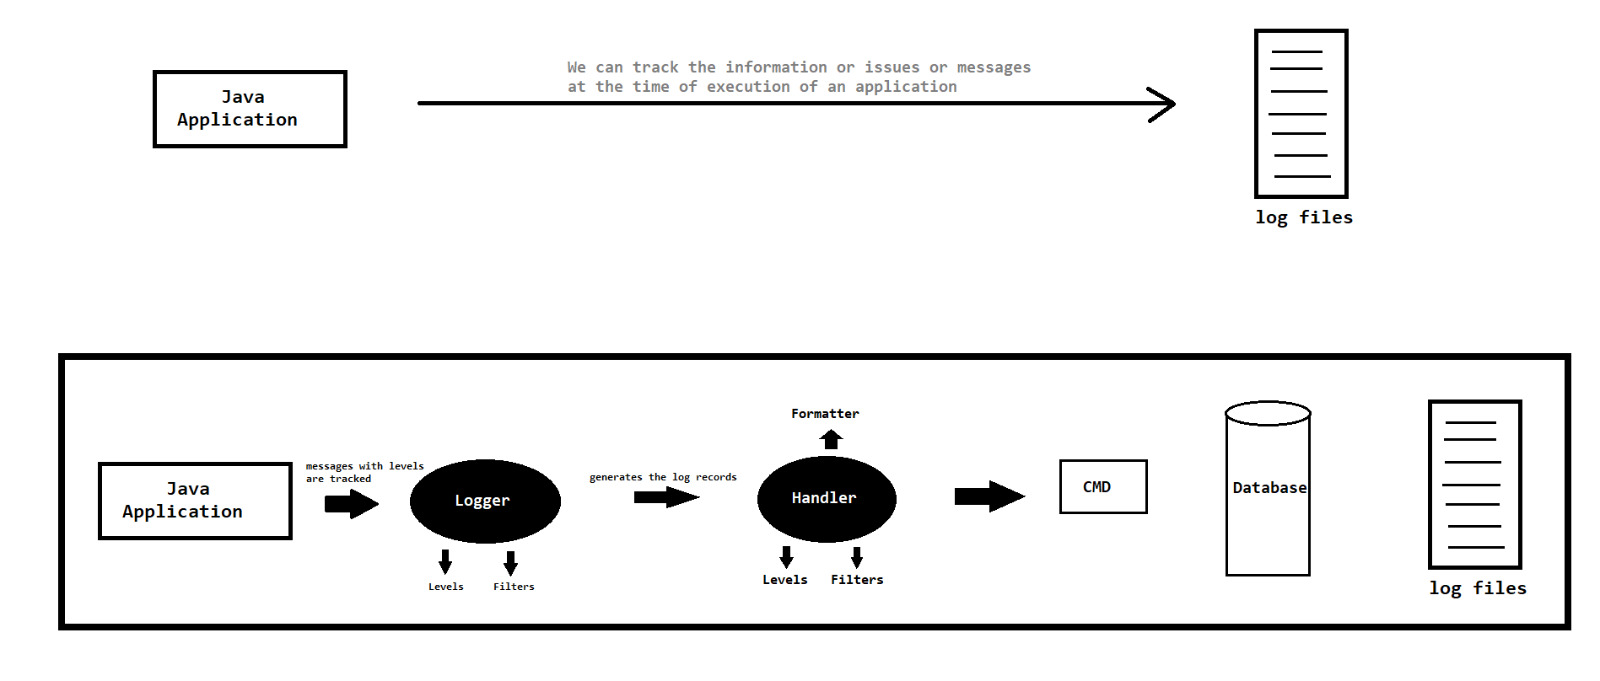 We can track the information or issues or messages
at the time of execution of an application
Java
Application
log files
Formatter
messages with levels
are tracked
generates the log records
Java
Application
Logger
Handler
CMD
Database
Levels
Filters
Levels
Filters
log files